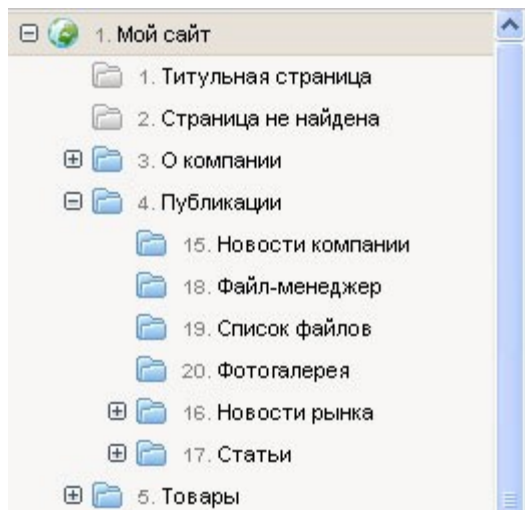 1. Мой сайт
1. Титульная страница
2. Страница не найдена
3. О компании
4. Публикации
15. Новости компании
18. Файл-менеджер
19. Список файлов
20. Фотогалерея
16. Новости рынка
17. Статьи
5. Товары